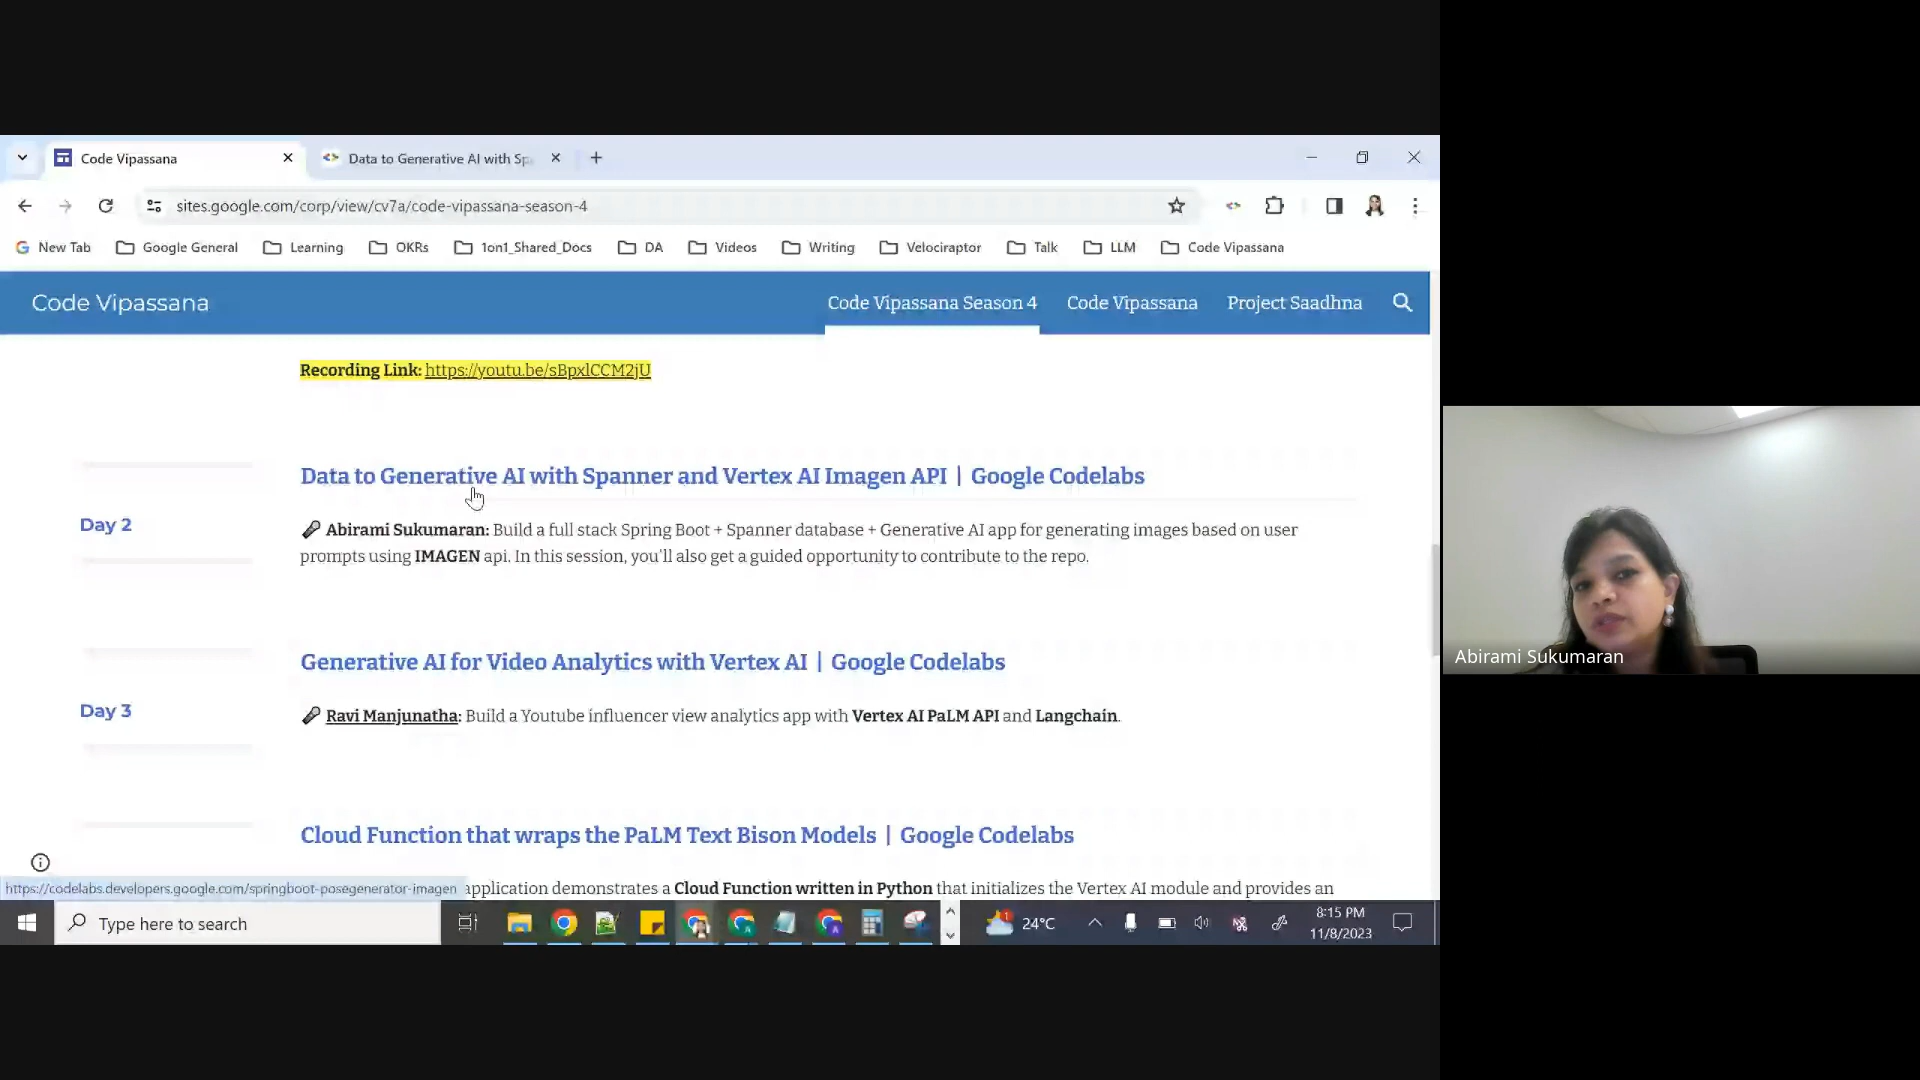 Code Vipassana
Data to Generative AI with Sp
sites.google.com/corp/view/cv7a/code-vipassana-season-4
New Tab Google General Learning OKRs 1on1_Shared_Docs DA Videos Writing Velociraptor Talk LLM Code Vipassana
Code Vipassana Code Vipassana Season 4 Code Vipassana Project Saadhna
Recording Link: https://youtu.be/sBpxlCCM2jU
Data to Generative AI with Spanner and Vertex AI Imagen API | Google Codelabs
Day 2
Abirami Sukumaran: Build a full stack Spring Boot + Spanner database + Generative AI app for generating images based on user
prompts using IMAGEN api. In this session, you'll also get a guided opportunity to contribute to the repo.
Generative AI for Video Analytics with Vertex AI | Google Codelabs
Day 3
Ravi Manjunatha: Build a Youtube influencer view analytics app with Vertex AI PaLM API and Langchain.
Cloud Function that wraps the PaLM Text Bison Models | Google Codelabs
application demonstrates a Cloud Function written in Python that initializes the Vertex AI module and provides an
https://codelabs.developers.google.com/springboot-posegenerator-imagen
Type here to search
1
24°C
8:15 PM
11/8/2023
Abirami Sukumaran